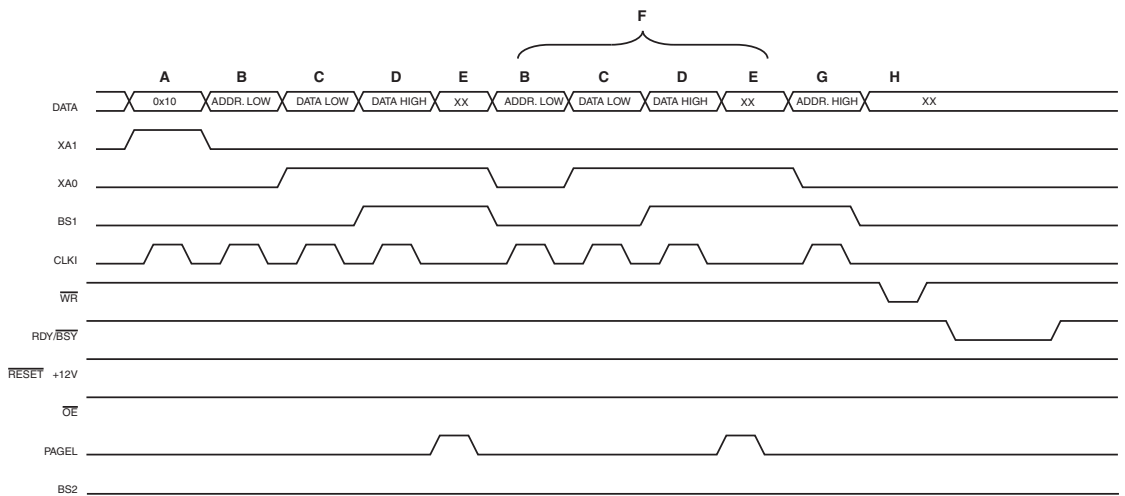 F
A B C D E B C D E G H
DATA 0x10 ADDR. LOW DATA LOW DATA HIGH XX ADDR. LOW DATA LOW DATA HIGH XX ADDR. HIGH XX
XA1
XA0
BS1
CLKI
WR
RDY/BSY
RESET +12V
OE
PAGEL
BS2